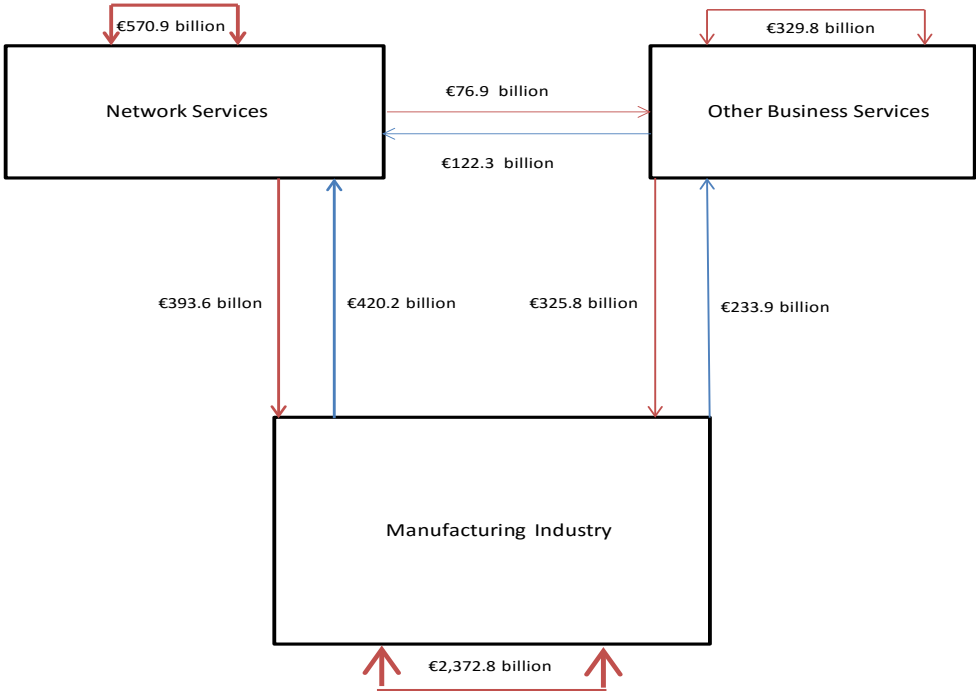 €570.9 billion
€329.8 billion
Network Services
€76.9 billion
Other Business Services
€122.3 billion
€393.6 billon
€420.2 billion
€325.8 billion
€233.9 billion
Manufacturing Industry
€2,372.8 billion